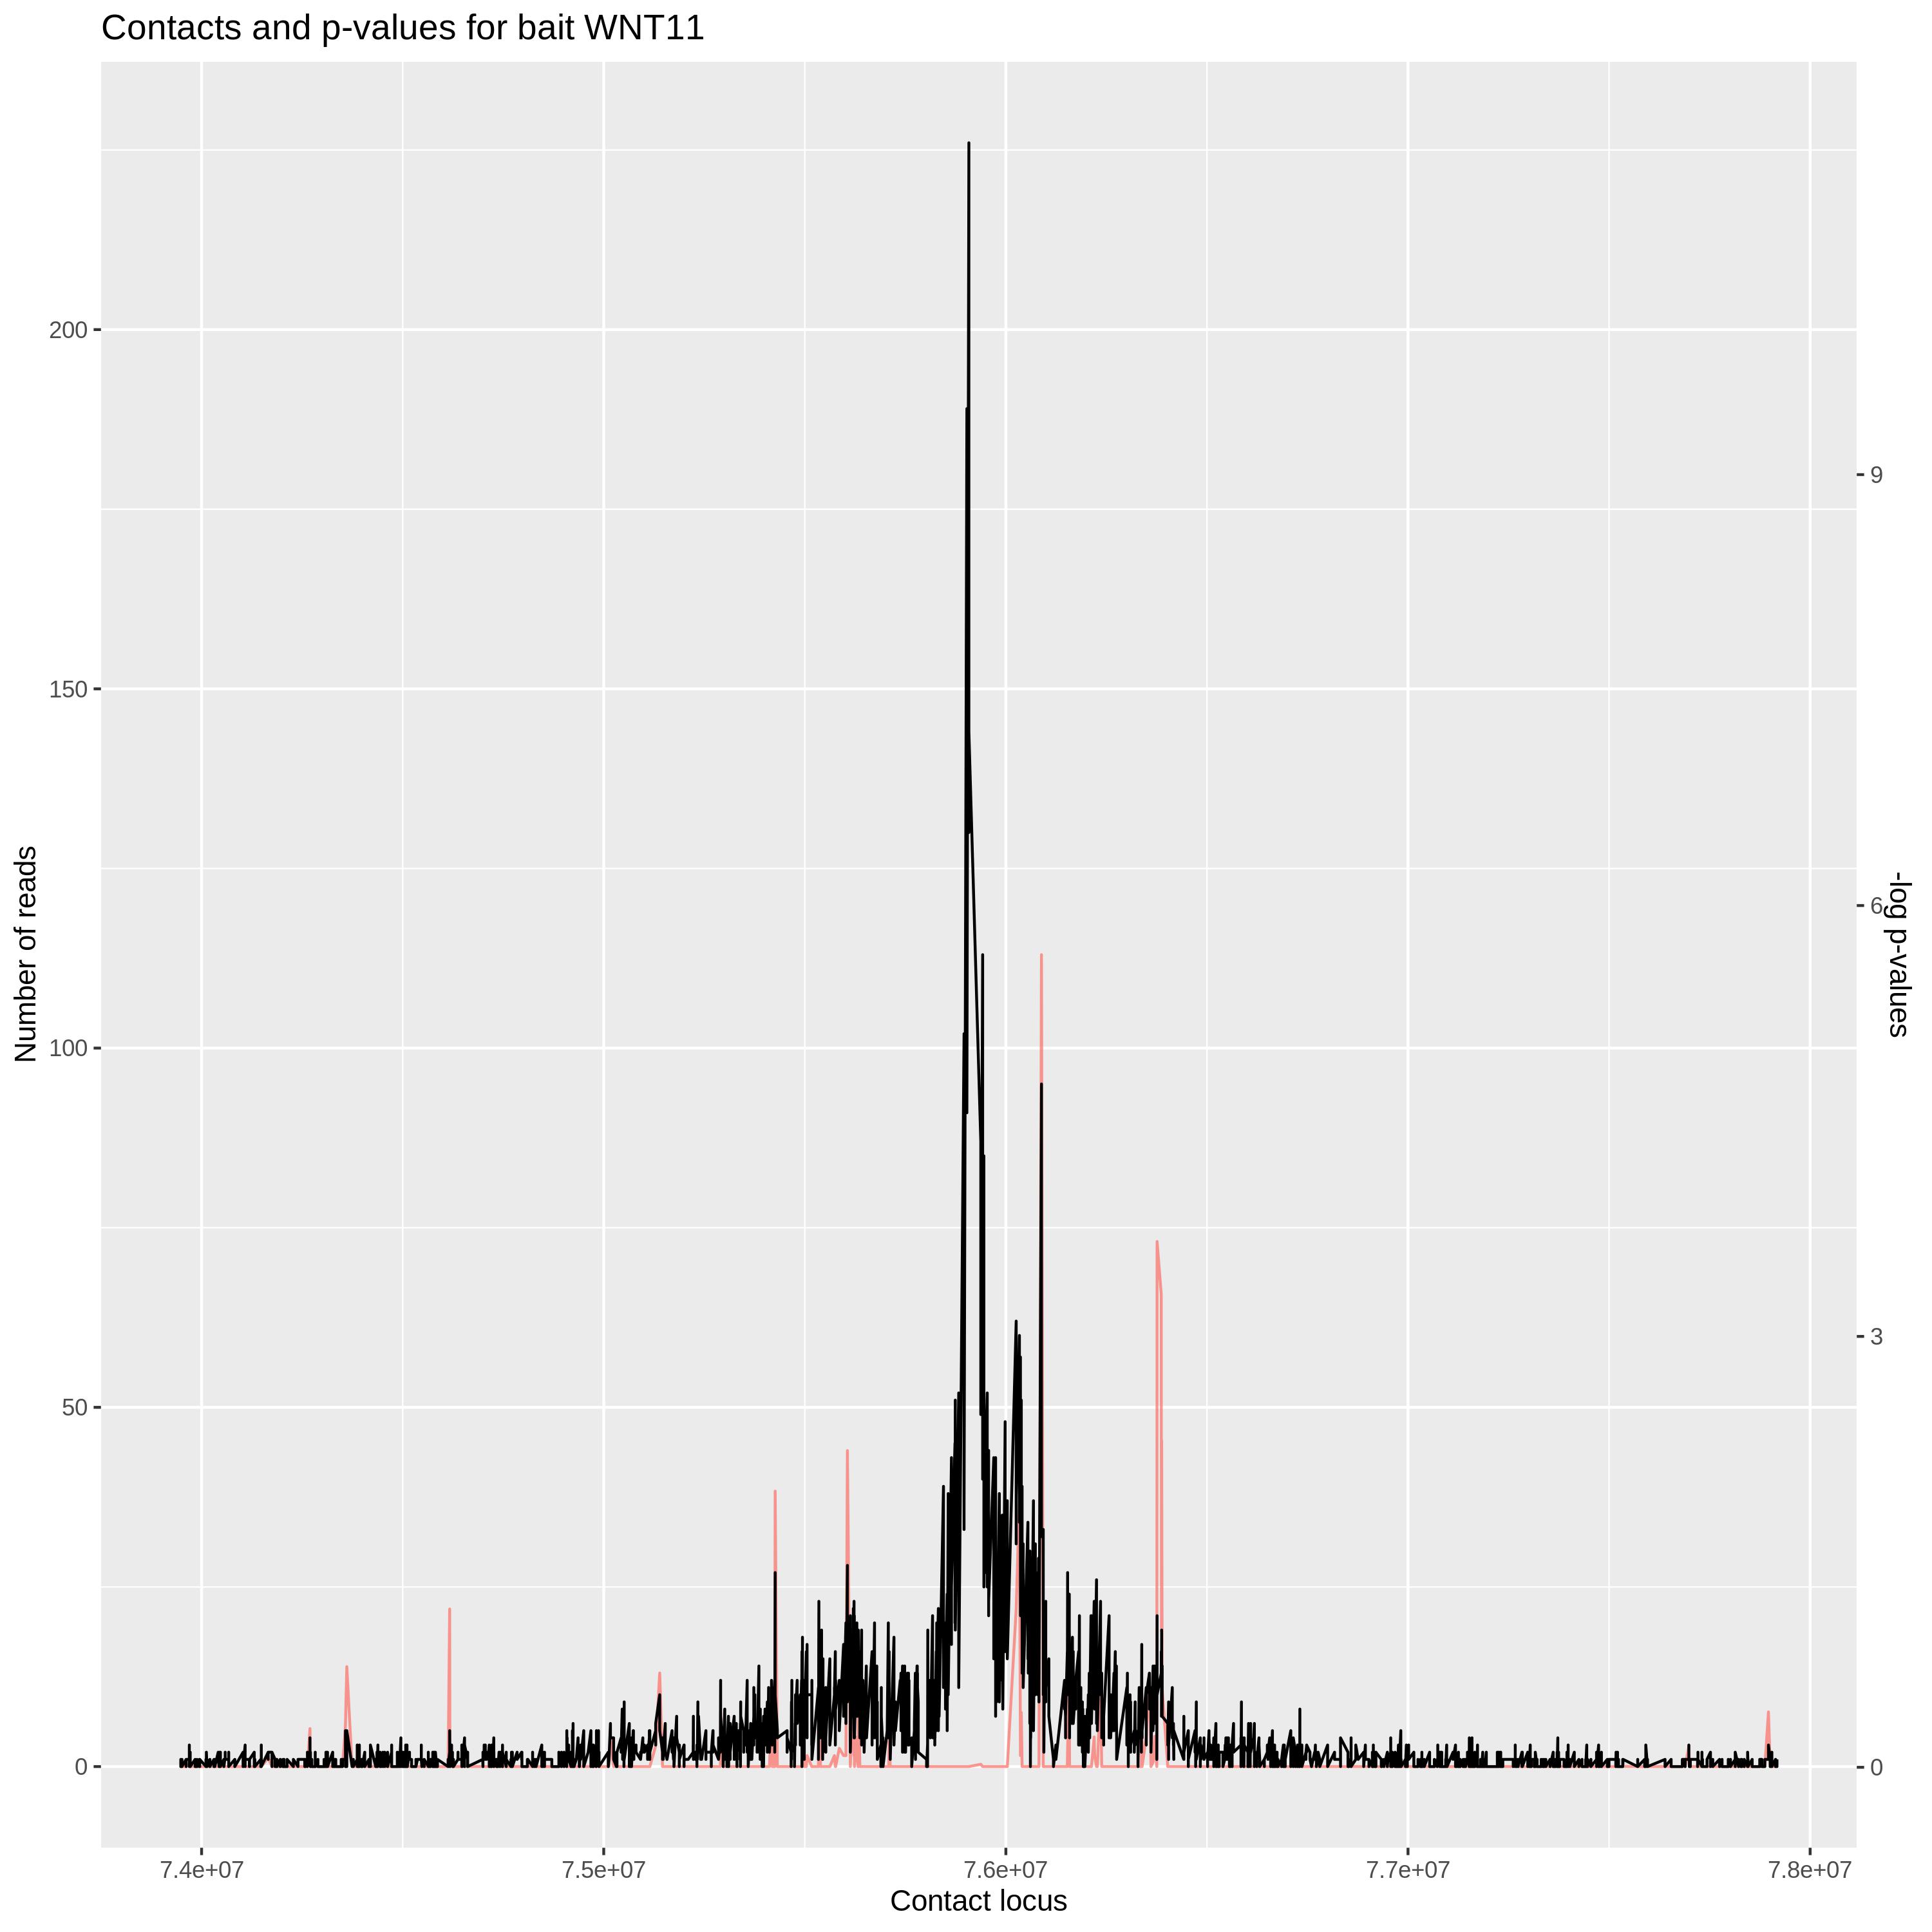 Contacts and p-values for bait WNT11
Number of reads
200
150
100
50
0
9
6
3
0
-log p-values
7.4e+07 7.5e+07 7.6e+07 7.7e+07 7.8e+07
Contact locus